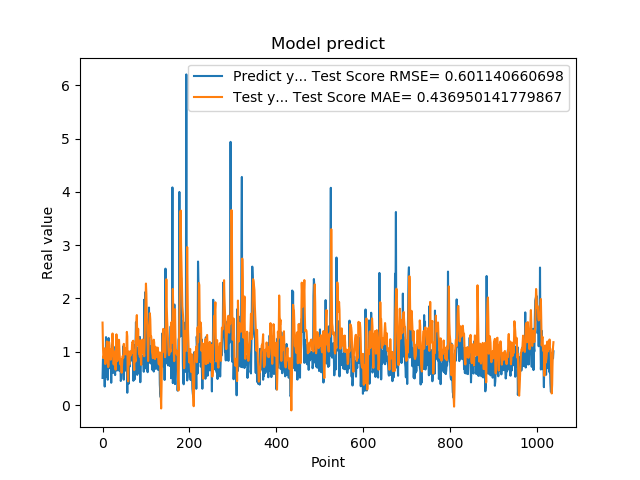 Model predict
Predict y... Test Score RMSE= 0.601140660698
Test y... Test Score MAE= 0.436950141779867
6
5
4
3
2
1
0
Real value
0 200 400 600 800 1000
Point